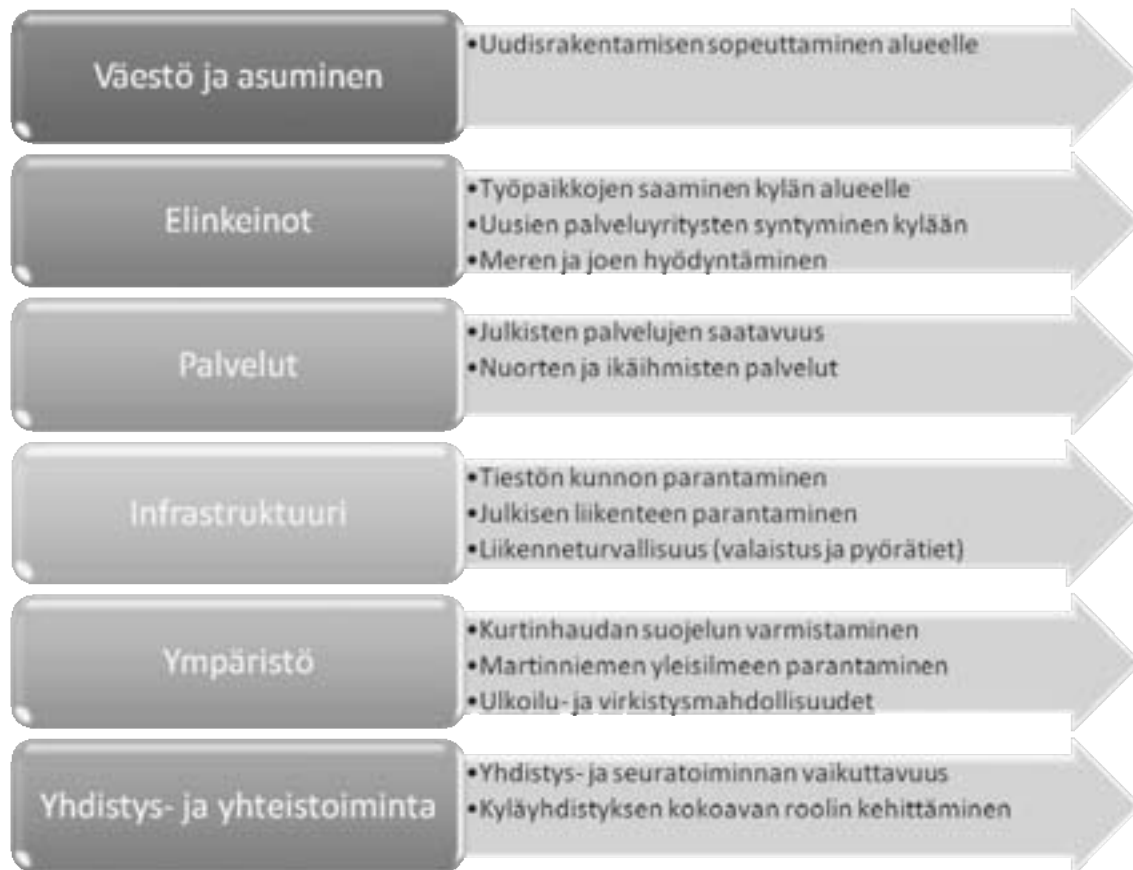 Väestö ja asuminen
•Uudisrakentamisen sopeuttaminen alueelle
Elinkeinot
•Työpaikkojen saaminen kylän alueelle
•Uusien palveluyritysten syntyminen kylään
•Meren ja joen hyödyntäminen
Palvelut
•Julkisten palvelujen saatavuus
•Nuorten ja ikäihmisten palvelut
Infrastruktuuri
•Tiestön kunnon parantaminen
•Julkisen liikenteen parantaminen
•Liikenneturvallisuus (valaistus ja pyörätiet)
Ympäristö
•Kurtinhaudan suojelun varmistaminen
•Martinniemen yleisilmeen parantaminen
•Ulkoilu- ja virkistysmahdollisuudet
Yhdistys- ja yhteistoiminta
•Yhdistys- ja seuratoiminnan vaikuttavuus
•Kyläyhdistyksen kokoavan roolin kehittäminen